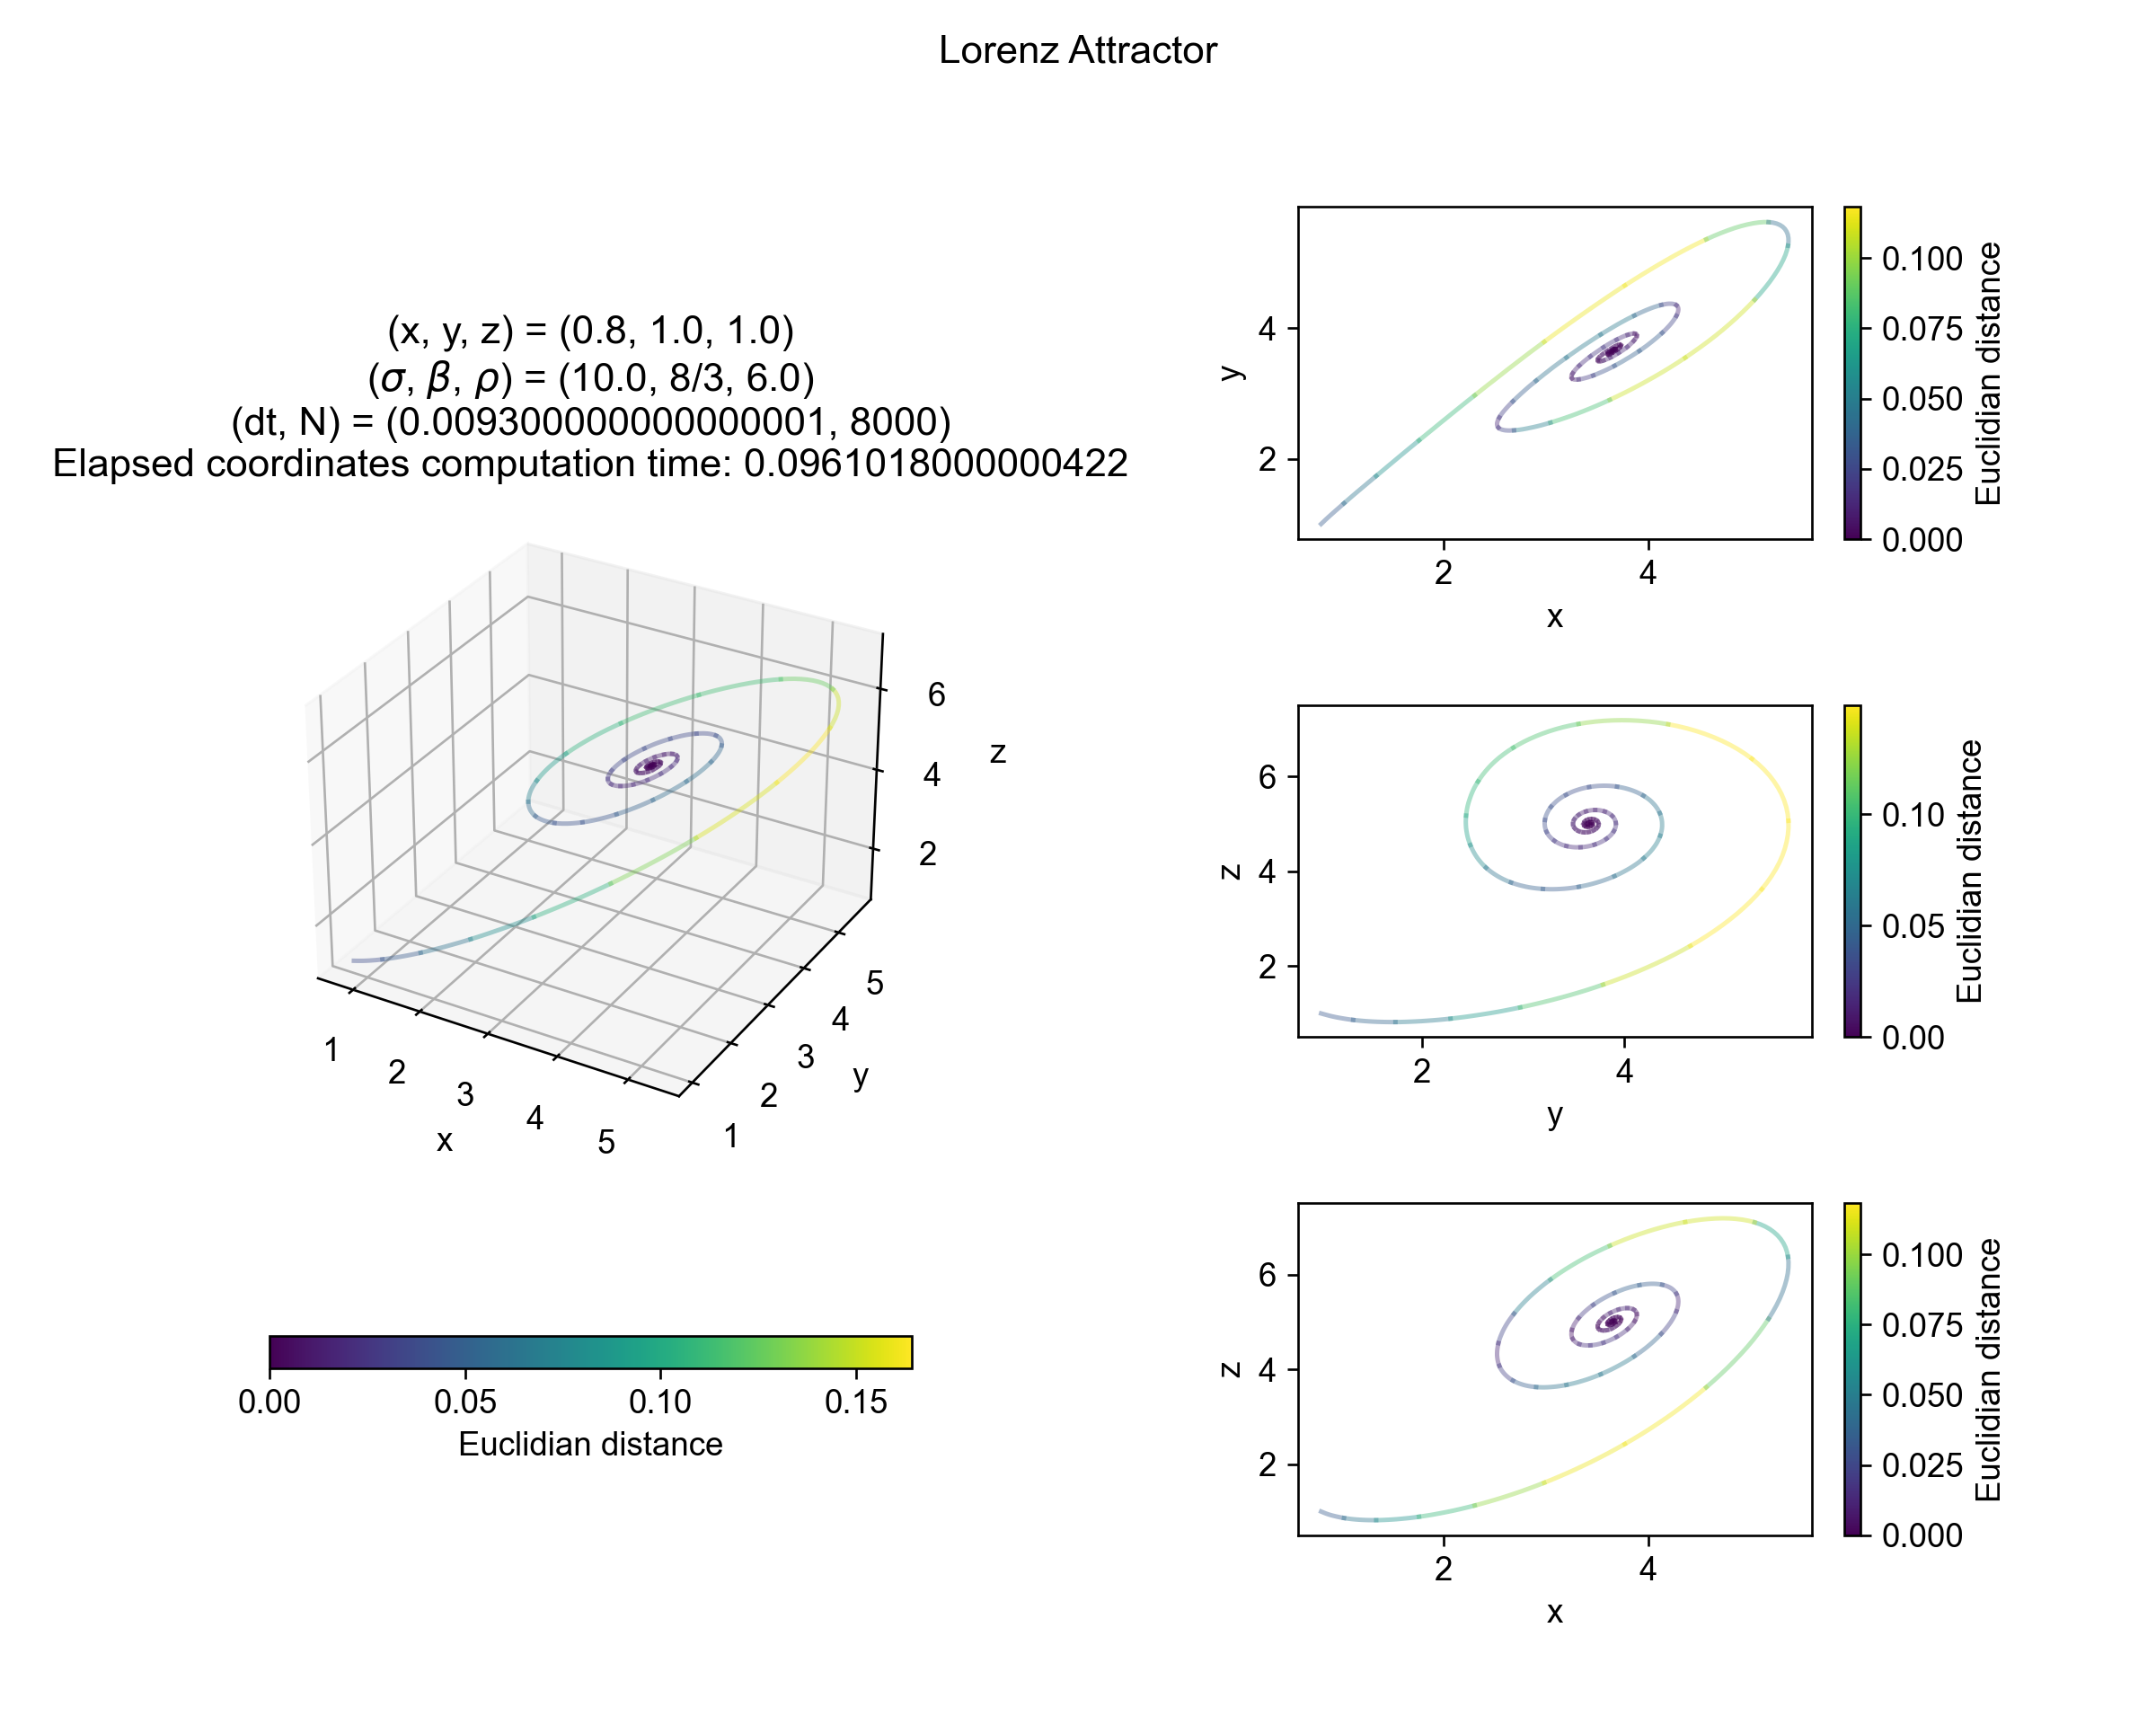 Lorenz Attractor
(x, y, z) = (0.8, 1.0, 1.0)
(σ, β, ρ) = (10.0, 8/3, 6.0)
(dt, N) = (0.009300000000000001, 8000)
Elapsed coordinates computation time: 0.09610180000000422
6
4
2
z
5
4
3
2
1
y
1
2
3
4
5
x
0.00 0.05 0.10 0.15
Euclidian distance
4
2
y
2 4
x
0.100
0.075
0.050
0.025
0.000
Euclidian distance
6
4
2
z
2 4
y
0.10
0.05
0.00
Euclidian distance
6
4
2
z
2 4
x
0.100
0.075
0.050
0.025
0.000
Euclidian distance